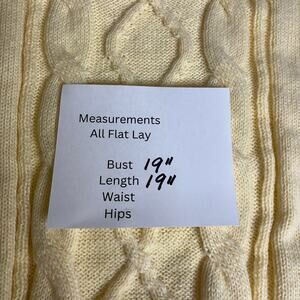 Measurements
All Flat Lay
Bust 19"
Length 19"
Waist
Hips